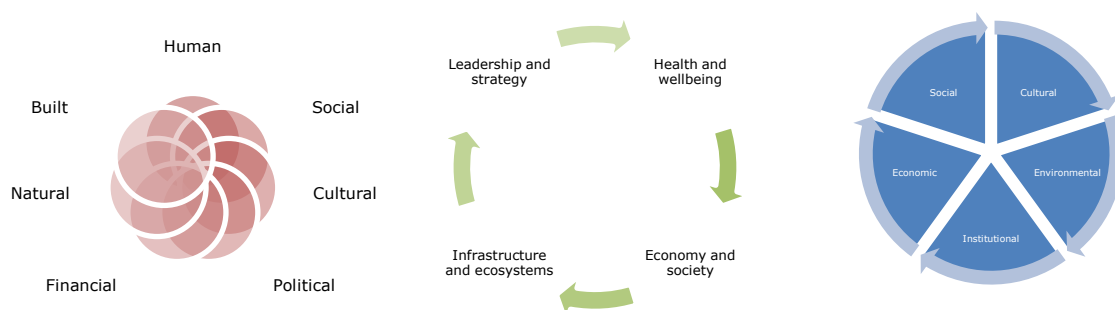 Human
Built
Social
Natural
Cultural
Financial
Political
Leadership and
strategy
Health and
wellbeing
Infrastructure
and ecosystems
Economy and
society
Social
Cultural
Economic
Environmental
Institutional